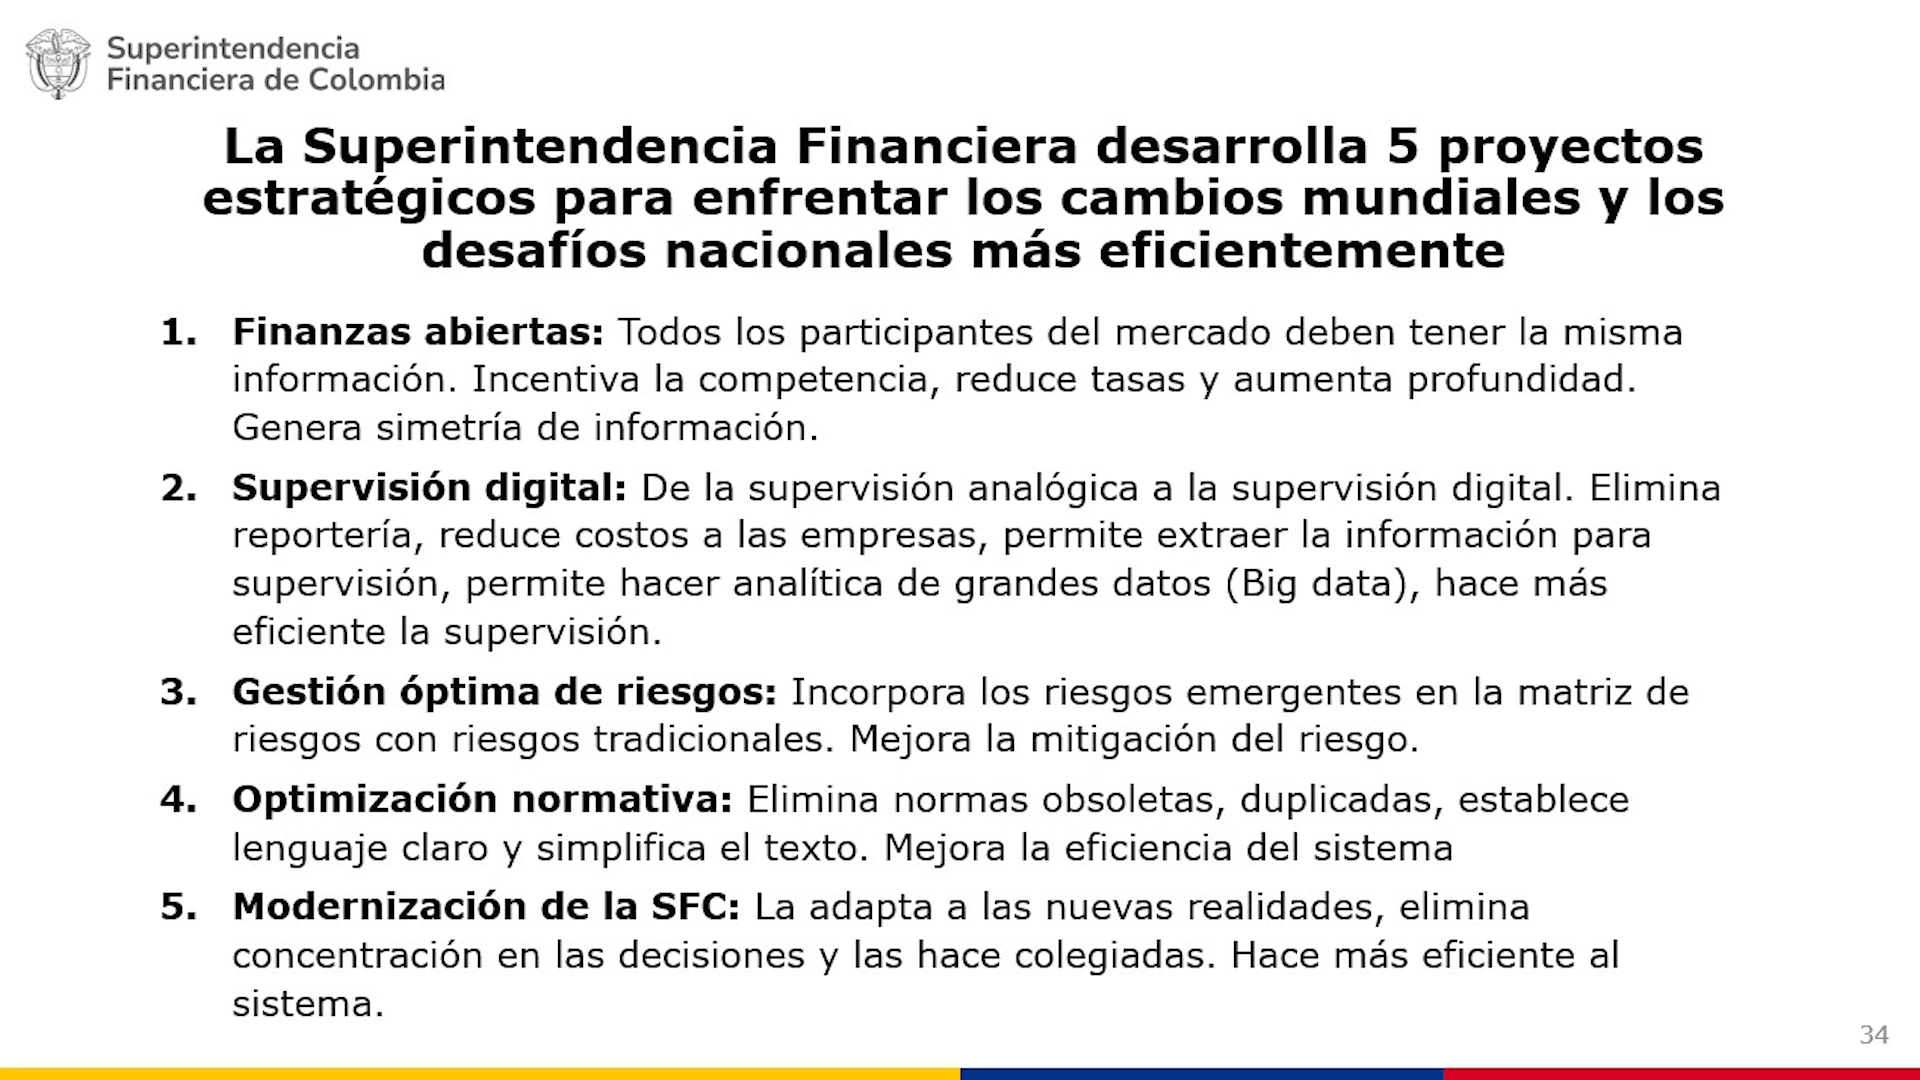 Superintendencia
Financiera de Colombia
La Superintendencia Financiera desarrolla 5 proyectos
estratégicos para enfrentar los cambios mundiales y los
desafíos nacionales más eficientemente
1. Finanzas abiertas: Todos los participantes del mercado deben tener la misma
información. Incentiva la competencia, reduce tasas y aumenta profundidad.
Genera simetría de información.
2. Supervisión digital: De la supervisión analógica a la supervisión digital. Elimina
reportería, reduce costos a las empresas, permite extraer la información para
supervisión, permite hacer analítica de grandes datos (Big data), hace más
eficiente la supervisión.
3. Gestión óptima de riesgos: Incorpora los riesgos emergentes en la matriz de
riesgos con riesgos tradicionales. Mejora la mitigación del riesgo.
4. Optimización normativa: Elimina normas obsoletas, duplicadas, establece
lenguaje claro y simplifica el texto. Mejora la eficiencia del sistema
5. Modernización de la SFC: La adapta a las nuevas realidades, elimina
concentración en las decisiones y las hace colegiadas. Hace más eficiente al
sistema.
34